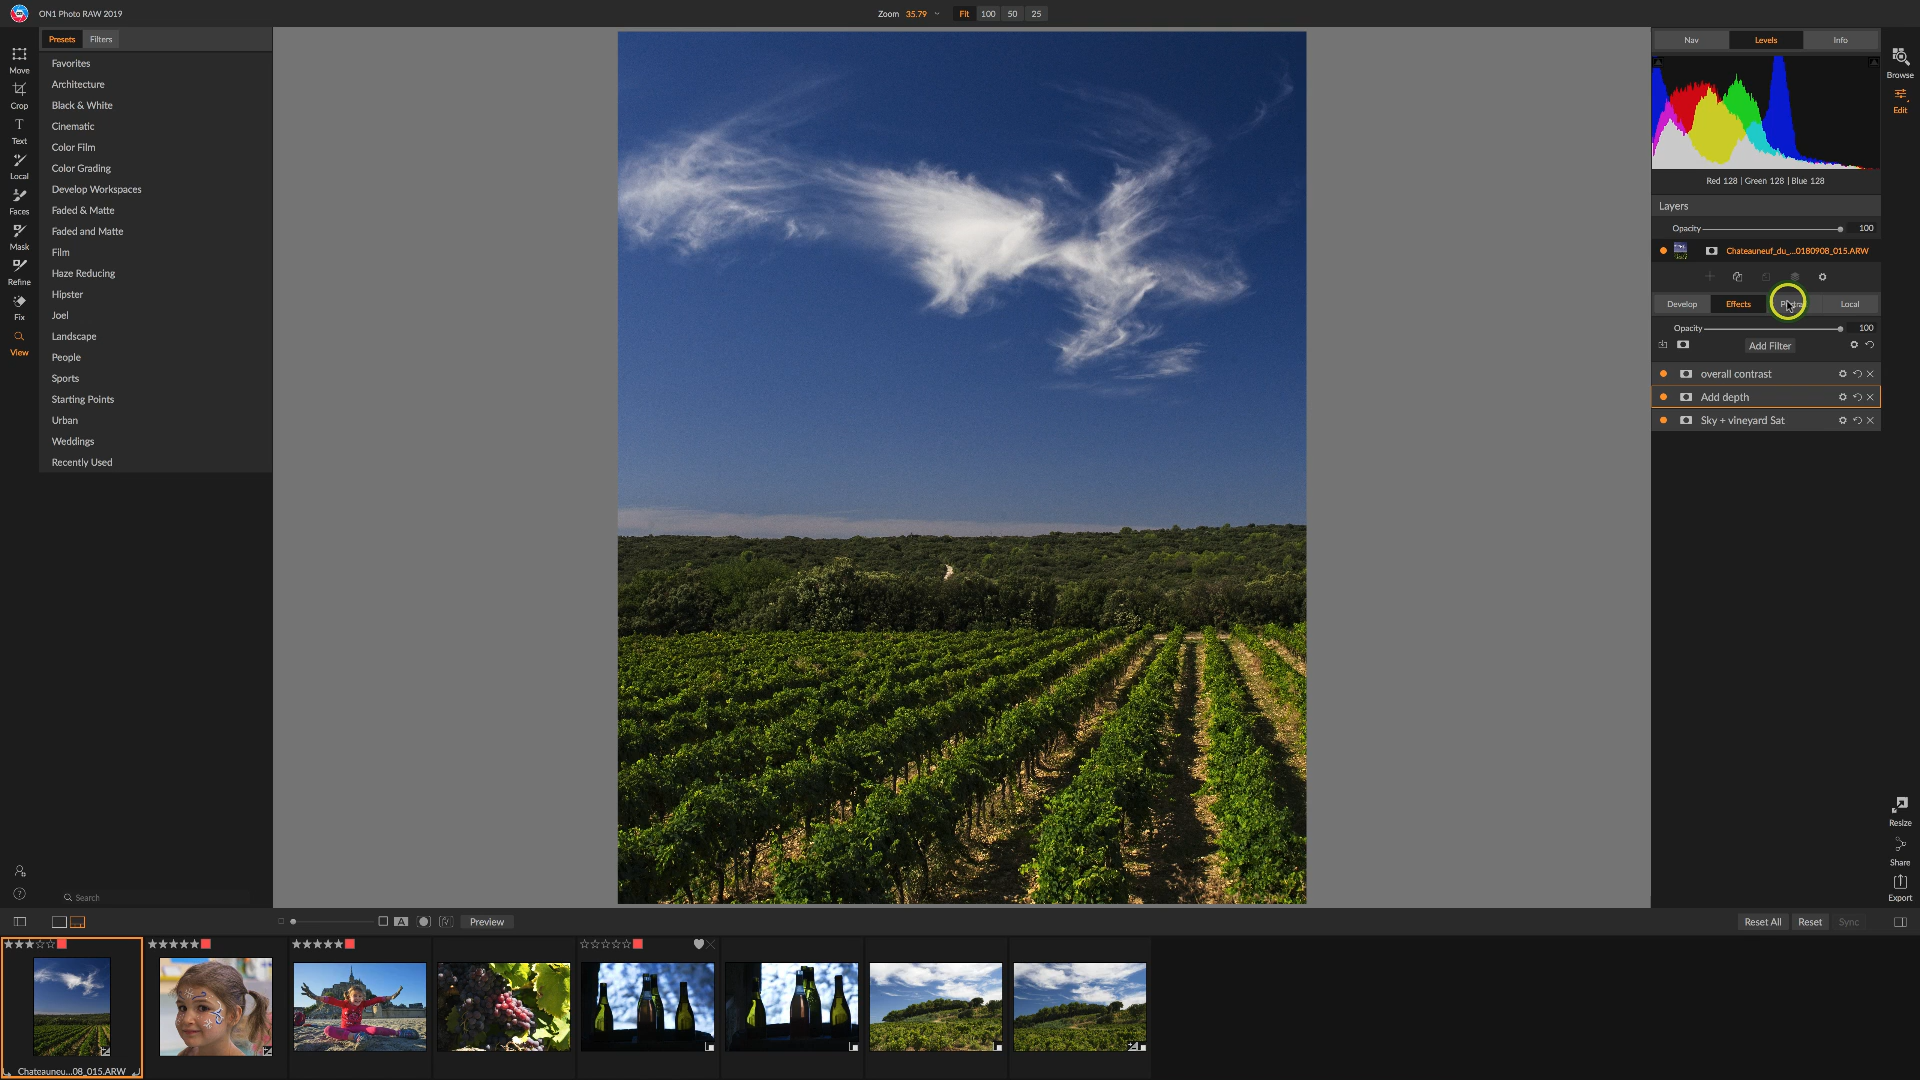 ON1 Photo RAW 2019
Zoom 35.79 Fit 100 50 25
Presets Filters
Favorites
Architecture
Black & White
Cinematic
Color Film
Color Grading
Develop Workspaces
Faded & Matte
Faded and Matte
Film
Haze Reducing
Hipster
Joel
Landscape
People
Sports
Starting Points
Urban
Weddings
Recently Used
Search
Move
Crop
Text
Local
Faces
Mask
Refine
Fix
View
Nav Levels Info
Red 128 | Green 128 | Blue 128
Layers
Opacity 100
Chateauneuf_du_...0180908_015.ARW
Develop Effects Local
Opacity 100
Add Filter
overall contrast
Add depth
Sky + vineyard Sat
Browse
Edit
Resize
Share
Export
A Preview
Reset All Reset Sync
Chateauneu...08_015.ARW